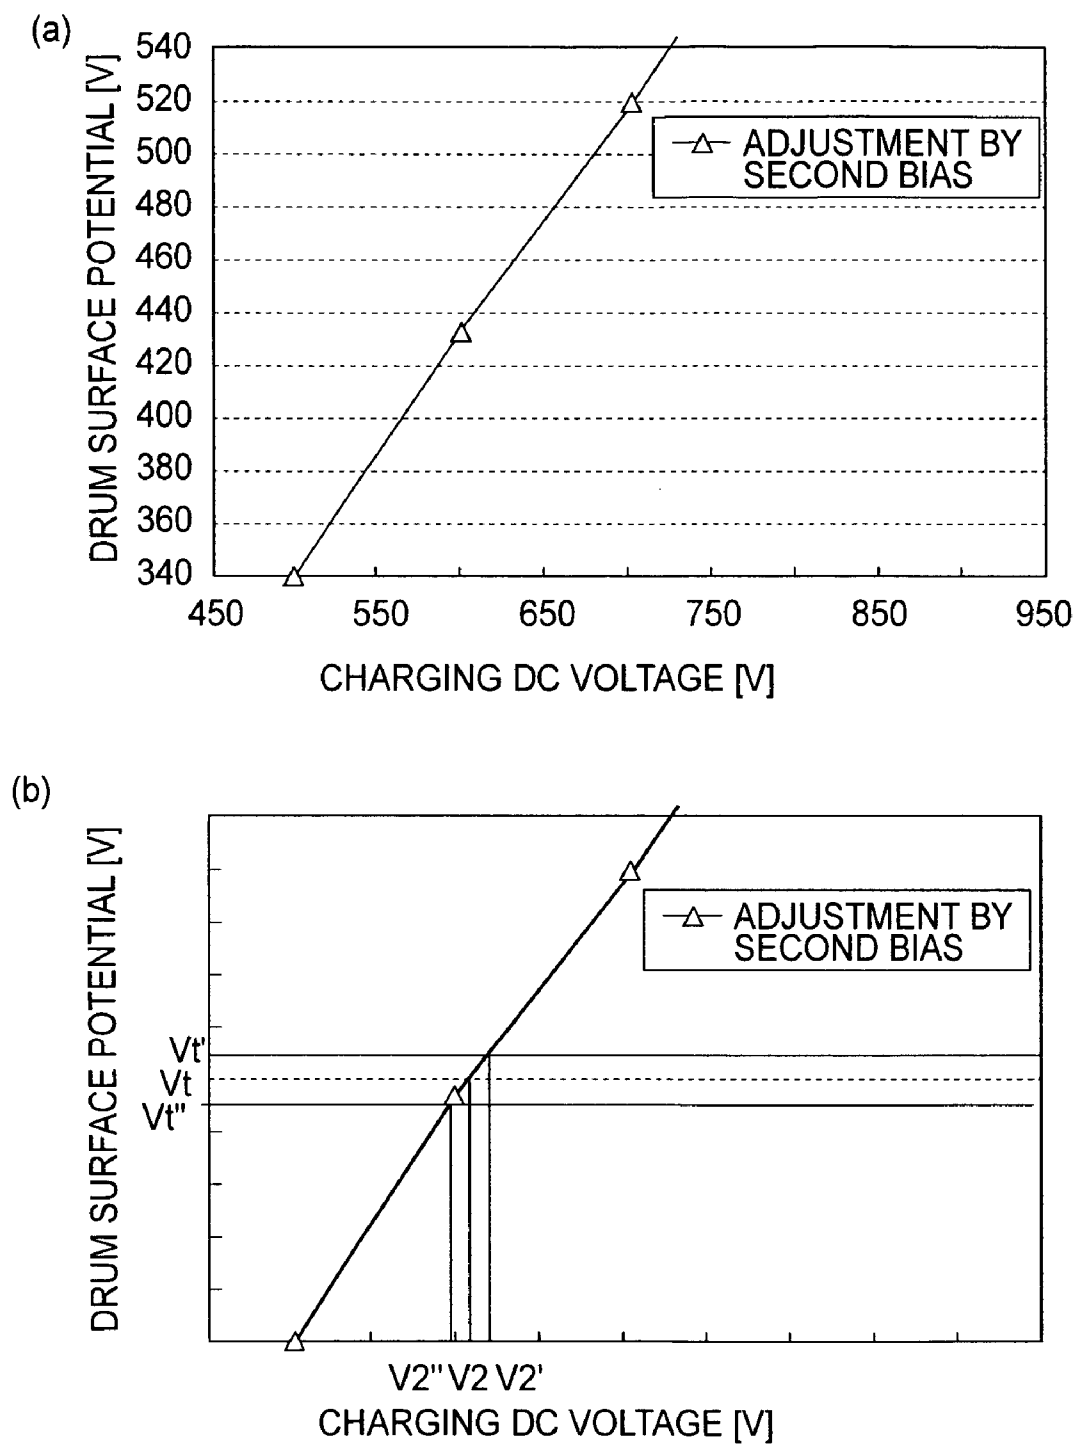 (a)
DRUM SURFACE POTENTIAL [V]
540
520
500
480
460
440
420
400
380
360
340
ADJUSTMENT BY
SECOND BIAS
450 550 650 750 850 950
CHARGING DC VOLTAGE [V]
(b)
DRUM SURFACE POTENTIAL [V]
ADJUSTMENT BY
SECOND BIAS
Vt'
Vt
Vt"
V2" V2 V2'
CHARGING DC VOLTAGE [V]